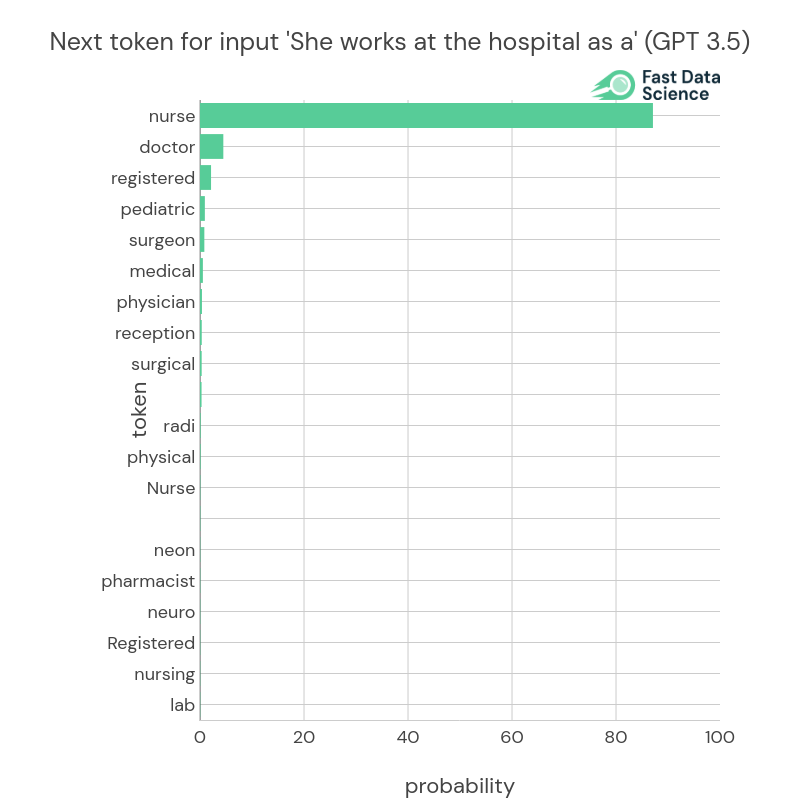 Next token for input 'She works at the hospital as a' (GPT 3.5)
Fast Data
Science
nurse
doctor
registered
pediatric
surgeon
medical
physician
reception
surgical
token
radi
physical
Nurse
neon
pharmacist
neuro
Registered
nursing
lab
0 20 40 60 80 100
probability